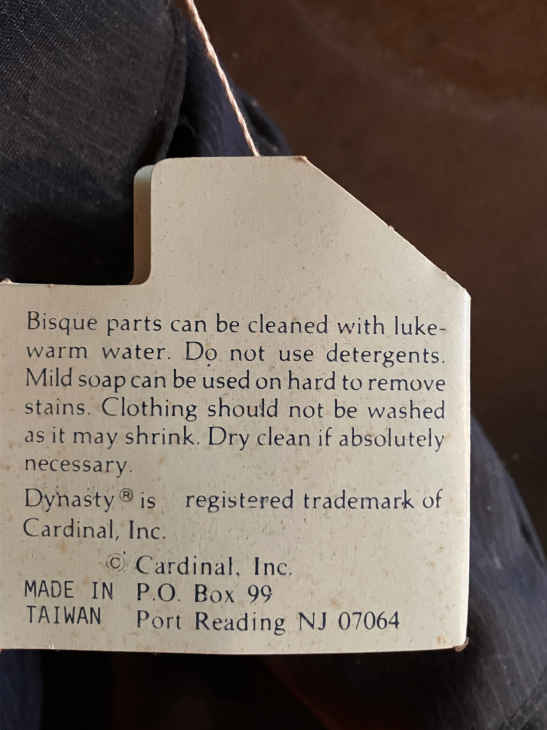 Bisque parts can be cleaned with luke-
warm water. Do not use detergents.
Mild soap can be used on hard to remove
stains. Clothing should not be washed
as it may shrink. Dry clean if absolutely
necessary.
Dynasty® is registered trademark of
Cardinal, Inc.
© Cardinal, Inc.
MADE IN P.O. Box 99
TAIWAN Port Reading NJ 07064